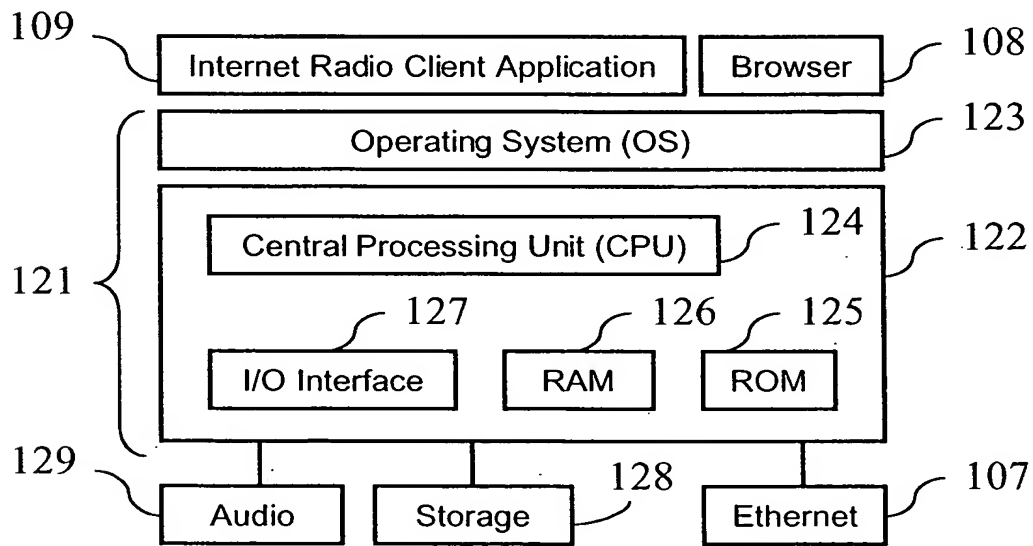 109
Internet Radio Client Application
Browser
108
Operating System (OS)
123
Central Processing Unit (CPU)
124
122
121
127
126
125
I/O Interface
RAM
ROM
129
Audio
Storage
128
Ethernet
107